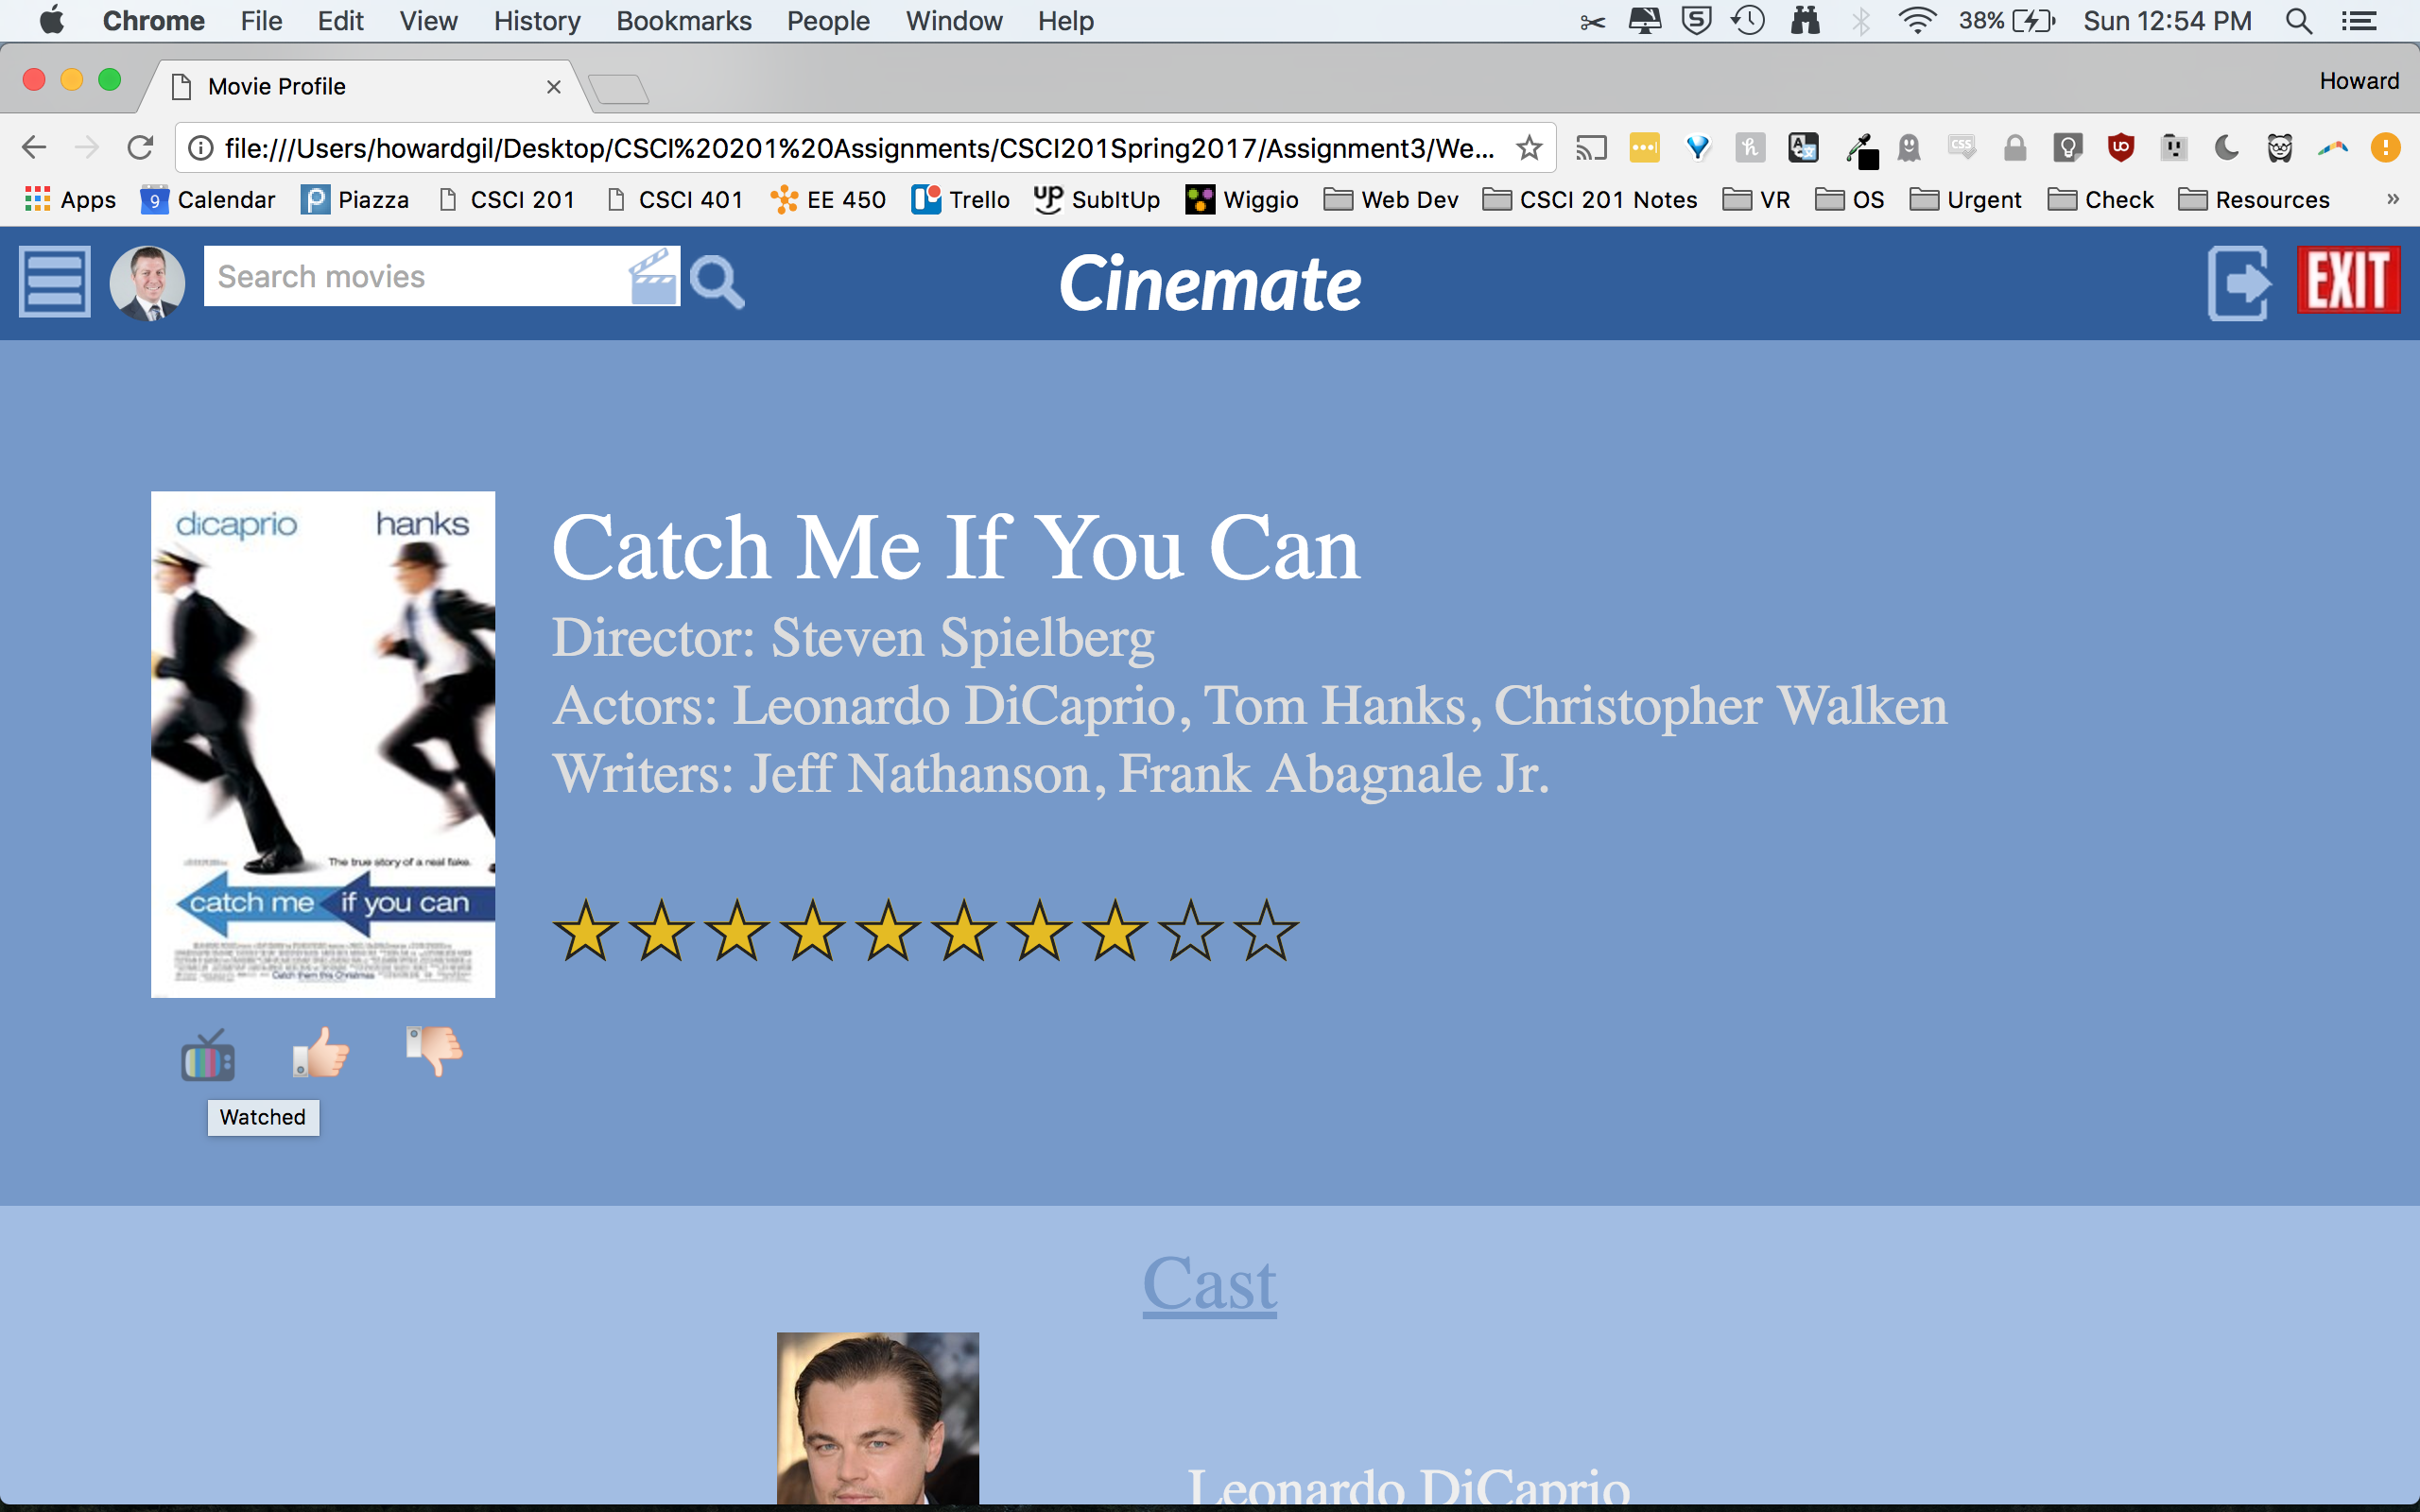 Chrome File Edit View History Bookmarks People Window Help 38% Sun 12:54 PM
Movie Profile
Howard
file:///Users/howardgil/Desktop/CSCI%20201%20Assignments/CSCI201Spring2017/Assignment3/We...
Apps Calendar Piazza CSCI 201 CSCI 401 EE 450 Trello SubItUp Wiggio Web Dev CSCI 201 Notes VR OS Urgent Check Resources »
Search movies
Cinemate
EXIT
dicaprio hanks
The true story of a real fake.
catch me if you can
Catch them this Christmas
Catch Me If You Can
Director: Steven Spielberg
Actors: Leonardo DiCaprio, Tom Hanks, Christopher Walken
Writers: Jeff Nathanson, Frank Abagnale Jr.
Watched
Cast
Leonardo DiCaprio